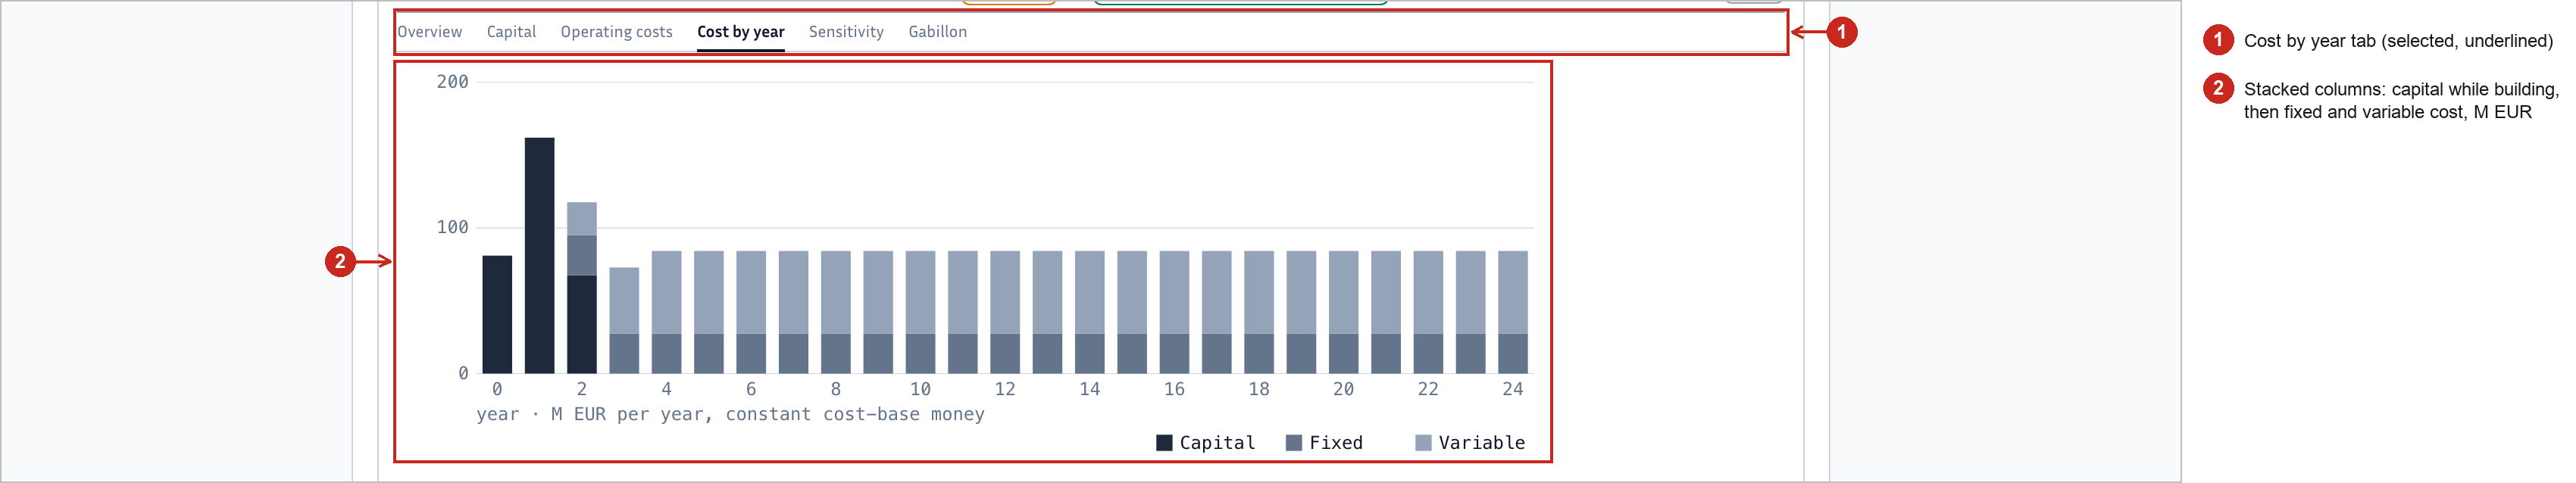 Overview Capital Operating costs Cost by year Sensitivity Gabillon
1
1 Cost by year tab (selected, underlined)
2 Stacked columns: capital while building,
then fixed and variable cost, M EUR
200
100
2
0
0 2 4 6 8 10 12 14 16 18 20 22 24
year · M EUR per year, constant cost-base money
Capital Fixed Variable